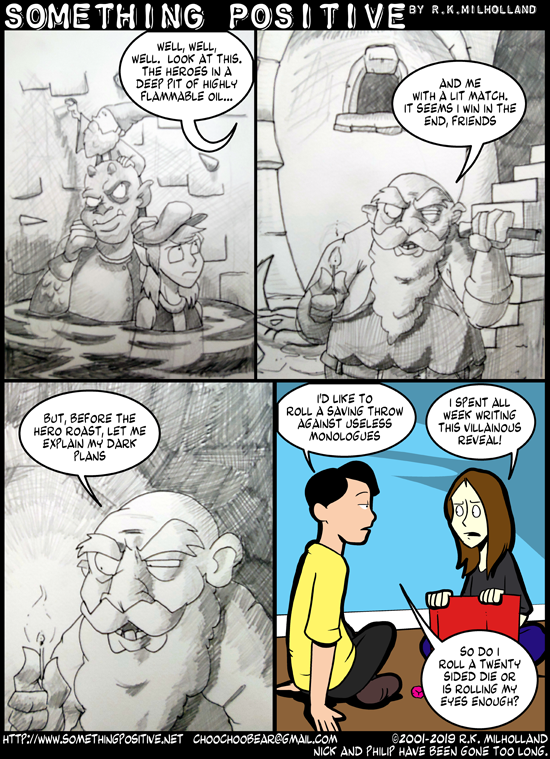 SOMETHING POSITIVE BY R.K.MILHOLLAND
WELL, WELL,
WELL. LOOK AT THIS.
THE HEROES IN A
DEEP PIT OF HIGHLY
FLAMMABLE OIL...
AND ME
WITH A LIT MATCH.
IT SEEMS I WIN IN THE
END, FRIENDS
BUT, BEFORE THE
HERO ROAST, LET ME
EXPLAIN MY DARK
PLANS
I'D LIKE TO
ROLL A SAVING THROW
AGAINST USELESS
MONOLOGUES
I SPENT ALL
WEEK WRITING
THIS VILLAINOUS
REVEAL!
SO DO I
ROLL A TWENTY
SIDED DIE OR
IS ROLLING MY
EYES ENOUGH?
HTTP://WWW.SOMETHINGPOSITIVE.NET CHOOCHOOBEAR@GMAIL.COM ©2001-2019 R.K. MILHOLLAND
NICK AND PHILIP HAVE BEEN GONE TOO LONG.